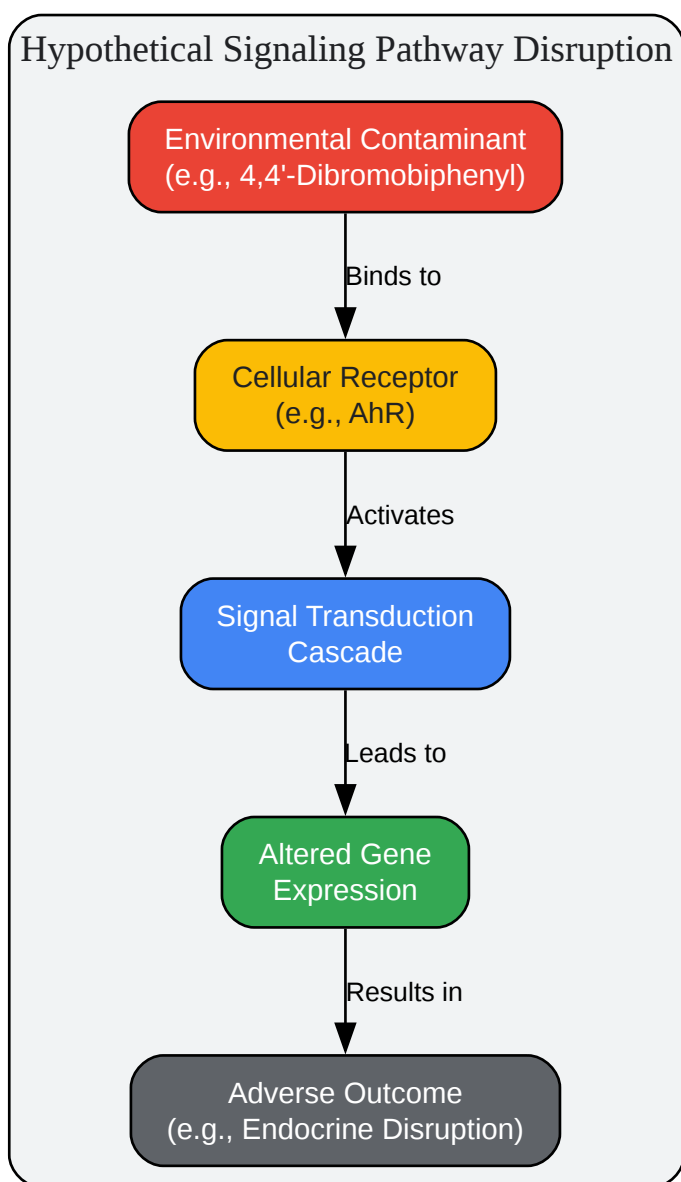 Hypothetical Signaling Pathway Disruption
Environmental Contaminant
(e.g., 4,4'-Dibromobiphenyl)
Binds to
Cellular Receptor
(e.g., AhR)
Activates
Signal Transduction
Cascade
Leads to
Altered Gene
Expression
Results in
Adverse Outcome
(e.g., Endocrine Disruption)